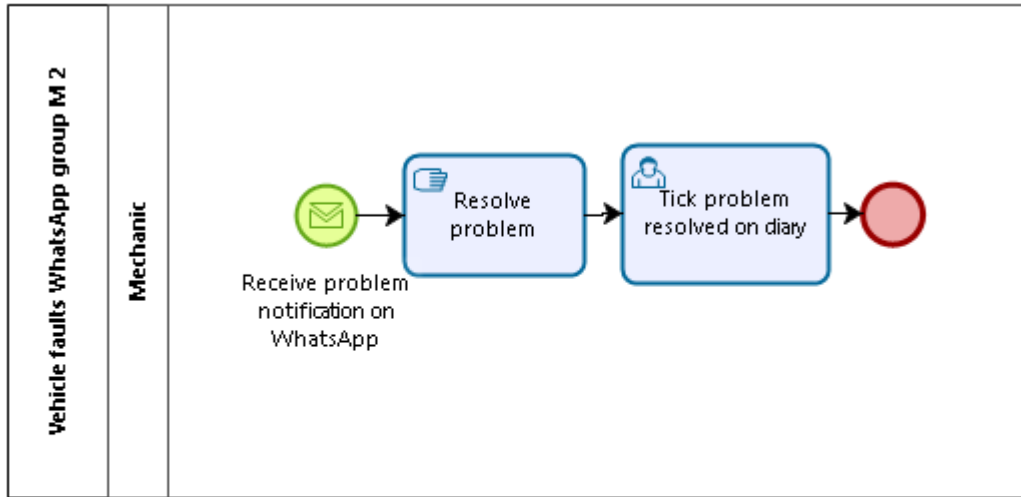 Vehicle faults WhatsApp group M 2
Mechanic
Receive problem
notification on
WhatsApp
Resolve
problem
Tick problem
resolved on diary